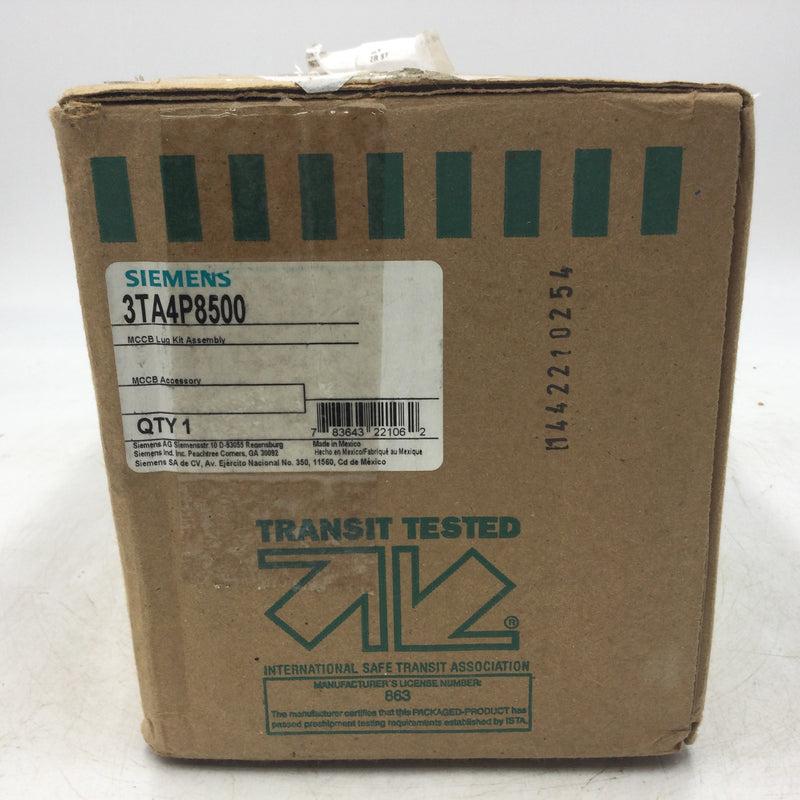 SIEMENS
3TA4P8500
MCCB Lug Kit Assembly
MCCB Accessory
QTY 1
7 83643 22106 2
Siemens AG Siemensstr.10 D-93055 Regensburg
Siemens Ind. Inc. Peachtree Corners, GA 30092
Siemens SA de CV, Av. Ejército Nacional No. 350, 11560, Cd de México
Made in Mexico
Hecho en Mexico/Fabriqué au Mexique
M442210254
TRANSIT TESTED
®
INTERNATIONAL SAFE TRANSIT ASSOCIATION
MANUFACTURER'S LICENSE NUMBER:
863
The manufacturer certifies that this PACKAGED-PRODUCT has
passed preshipment testing requirements established by ISTA.